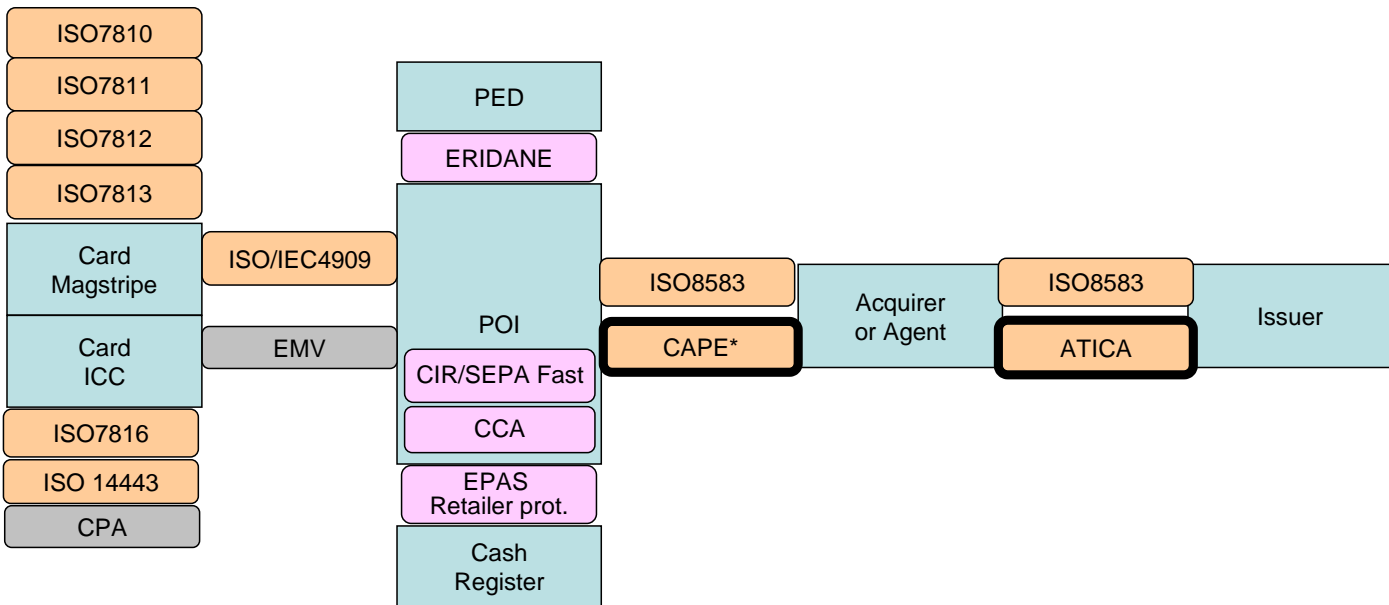 ISO7810
ISO7811
ISO7812
ISO7813
Card
Magstripe
Card
ICC
ISO7816
ISO 14443
CPA
ISO/IEC4909
EMV
PED
ERIDANE
POI
CIR/SEPA Fast
CCA
EPAS
Retailer prot.
Cash
Register
ISO8583
CAPE*
Acquirer
or Agent
ISO8583
ATICA
Issuer